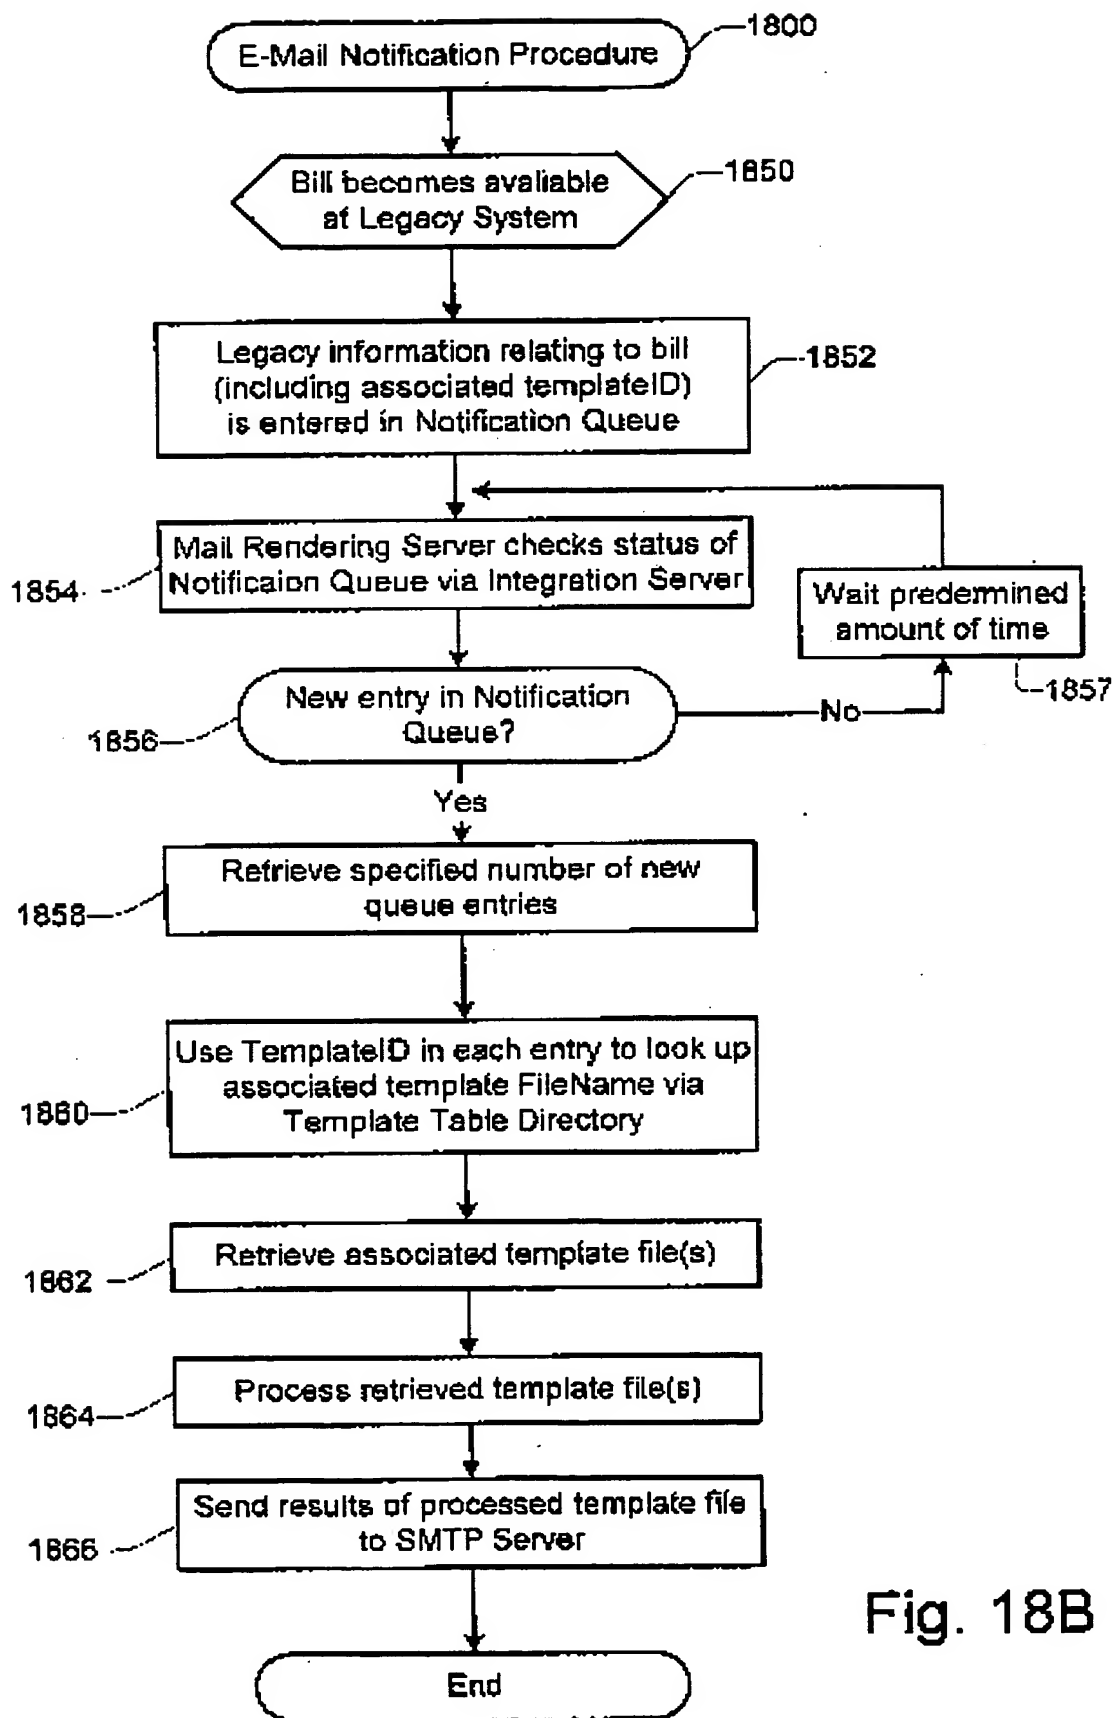 1800
E-Mail Notification Procedure
Bill becomes avaliable
at Legacy System
1850
Legacy information relating to bill
(including associated templateID)
is entered in Notification Queue
1852
Mail Rendering Server checks status of
Notificaion Queue via Integration Server
1854
Wait predermined
amount of time
1857
New entry in Notification
Queue?
1856
No
Yes
Retrieve specified number of new
queue entries
1858
Use TemplateID in each entry to look up
associated template FileName via
Template Table Directory
1860
Retrieve associated template file(s)
1862
Process retrieved template file(s)
1864
Send results of processed template file
to SMTP Server
1866
End
Fig. 18B